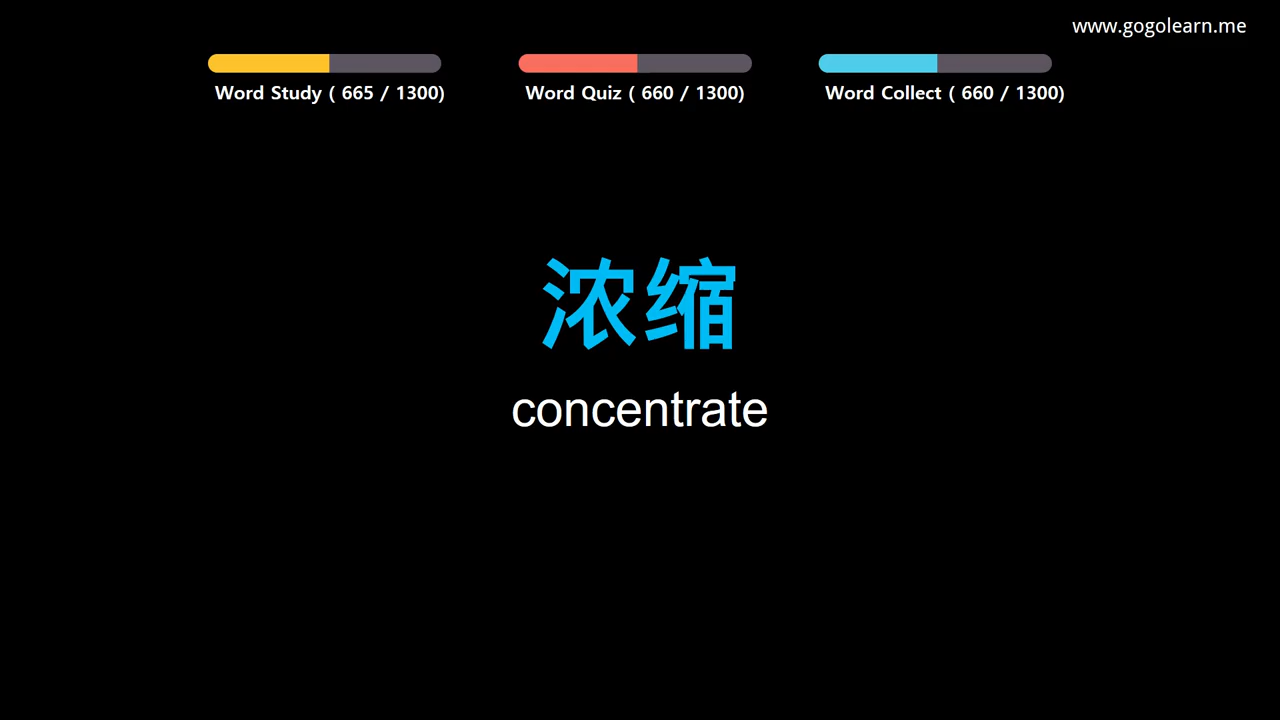 www.gogolearn.me
Word Study ( 665 / 1300)
Word Quiz ( 660 / 1300)
Word Collect ( 660 / 1300)
浓缩
concentrate